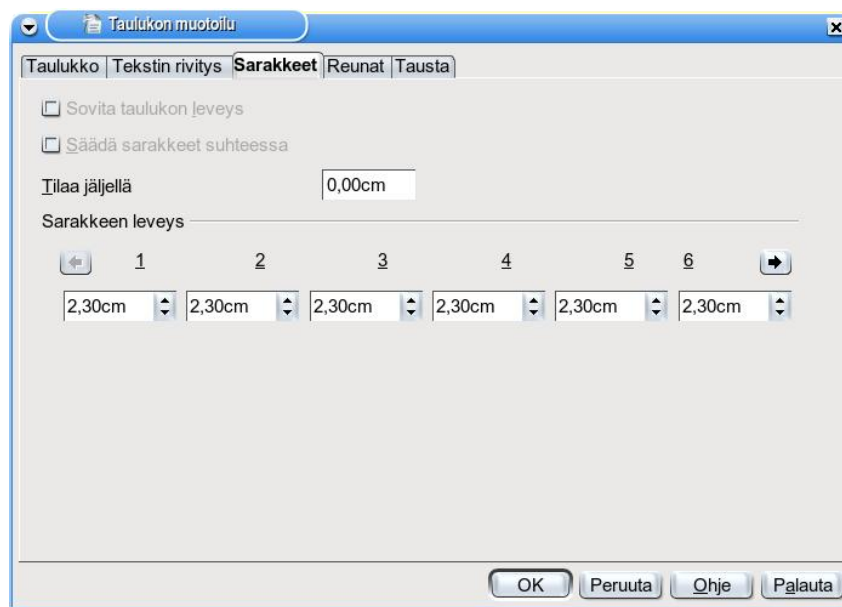 Taulukon muotoilu
Taulukko Tekstin rivitys Sarakkeet Reunat Tausta
Sovita taulukon leveys
Säädä sarakkeet suhteessa
Tilaa jäljellä 0,00cm
Sarakkeen leveys
1 2 3 4 5 6
2,30cm 2,30cm 2,30cm 2,30cm 2,30cm 2,30cm
OK Peruuta Ohje Palauta